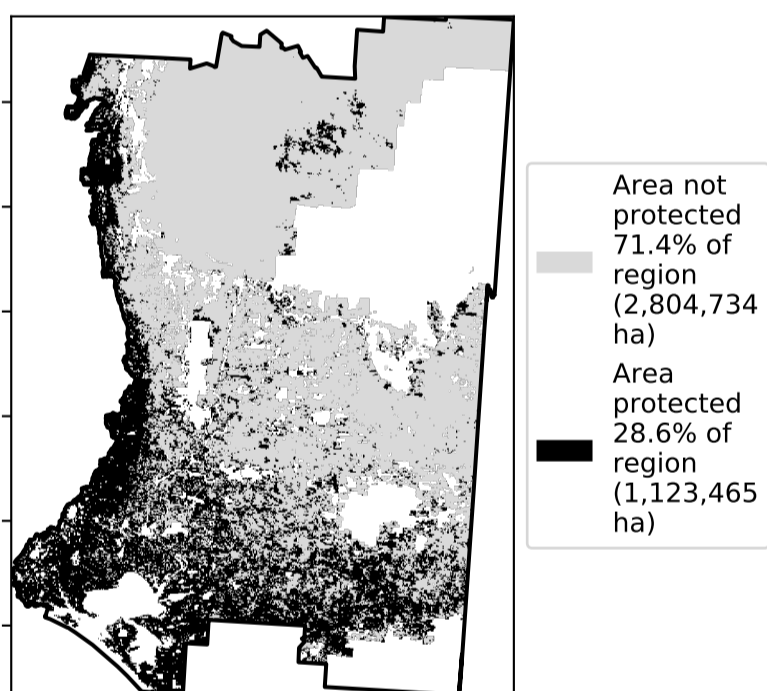 Area not
protected
71.4% of
region
(2,804,734
ha)
Area
protected
28.6% of
region
(1,123,465
ha)